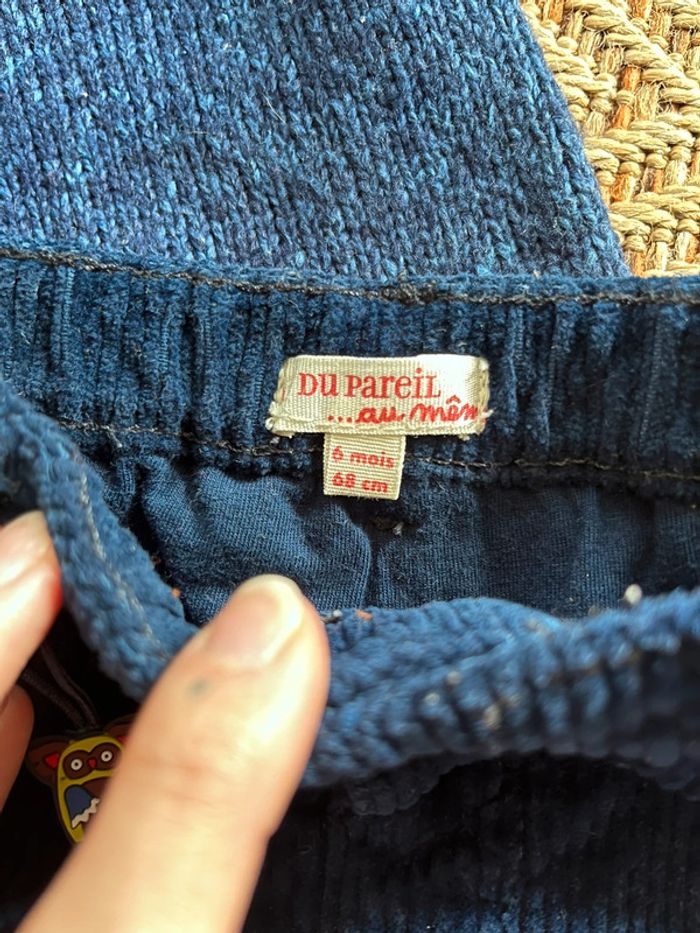 DU PAREIL
...au mêm
6 mois
68 cm